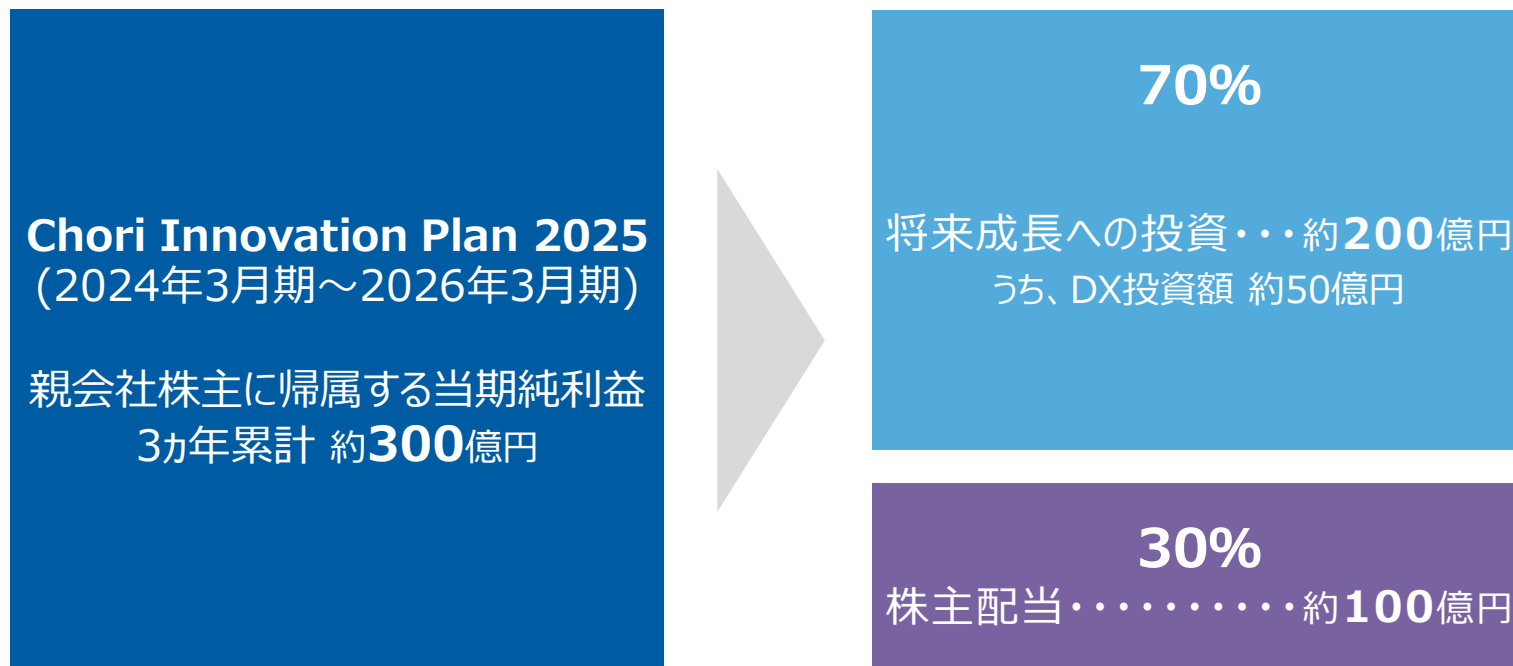 Chori Innovation Plan 2025
(2024年3月期～2026年3月期)
親会社株主に帰属する当期純利益
3ヵ年累計 約300億円
70%
将来成長への投資・・・約200億円
うち、DX投資額 約50億円
30%
株主配当・・・・・・・・・・約100億円